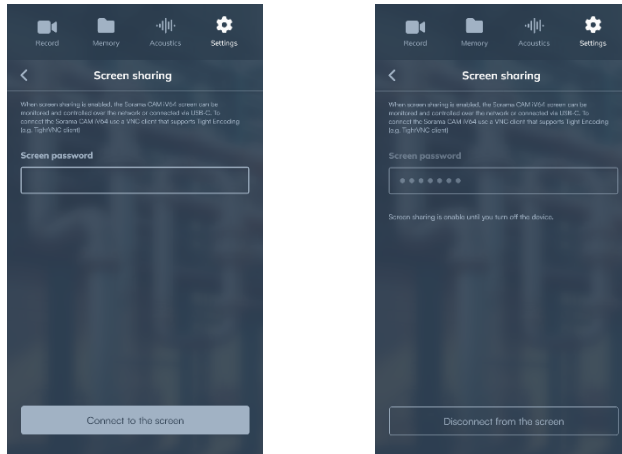 Record Memory Acoustics Settings
Screen sharing
When screen sharing is enabled, the Sorama CAM iV64 screen can be
monitored and controlled over the network or connected via USB-C. To
connect the Sorama CAM iV64 use a VNC client that supports Tight Encoding
(e.g. TightVNC client)
Screen password
Connect to the screen
Record Memory Acoustics Settings
Screen sharing
When screen sharing is enabled, the Sorama CAM iV64 screen can be
monitored and controlled over the network or connected via USB-C. To
connect the Sorama CAM iV64 use a VNC client that supports Tight Encoding
(e.g. TightVNC client)
Screen password
Screen sharing is enable until you turn off the device.
Disconnect from the screen